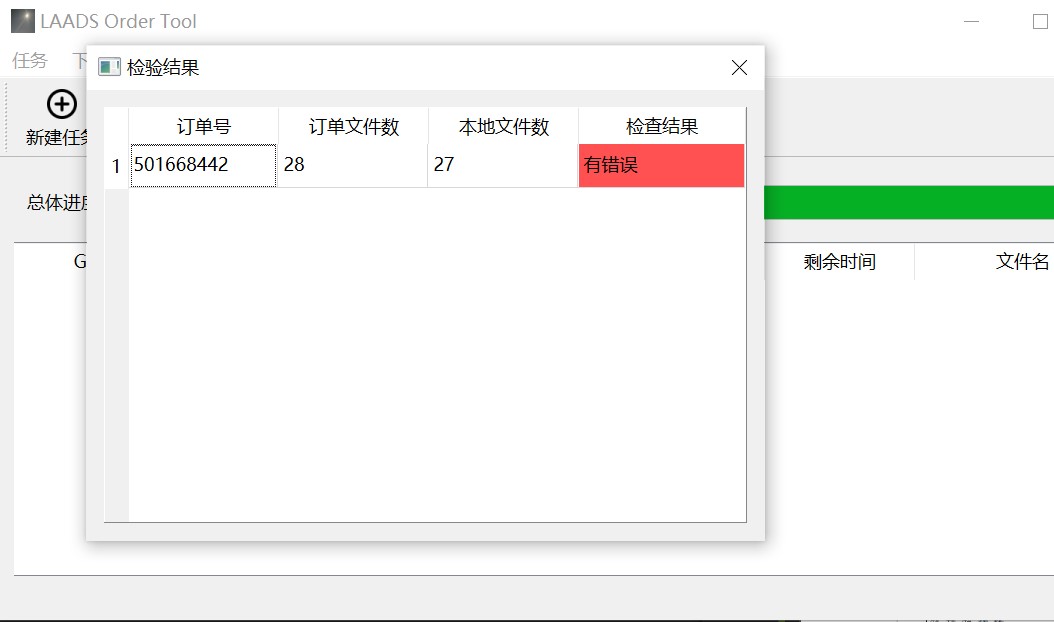 LAADS Order Tool
任务
检验结果
新建任务
订单号 订单文件数 本地文件数 检查结果
1 501668442 28 27 有错误
总体进度
G 剩余时间 文件名